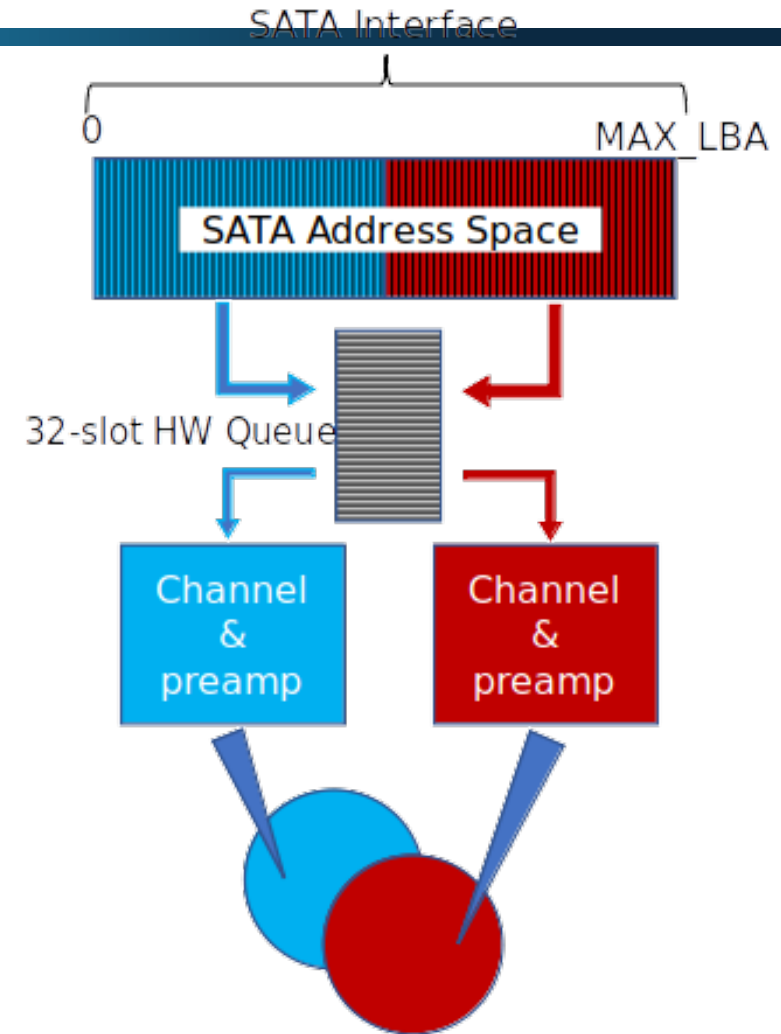 SATA Interface
0
MAX_LBA
SATA Address Space
32-slot HW Queue
Channel
&
preamp
Channel
&
preamp